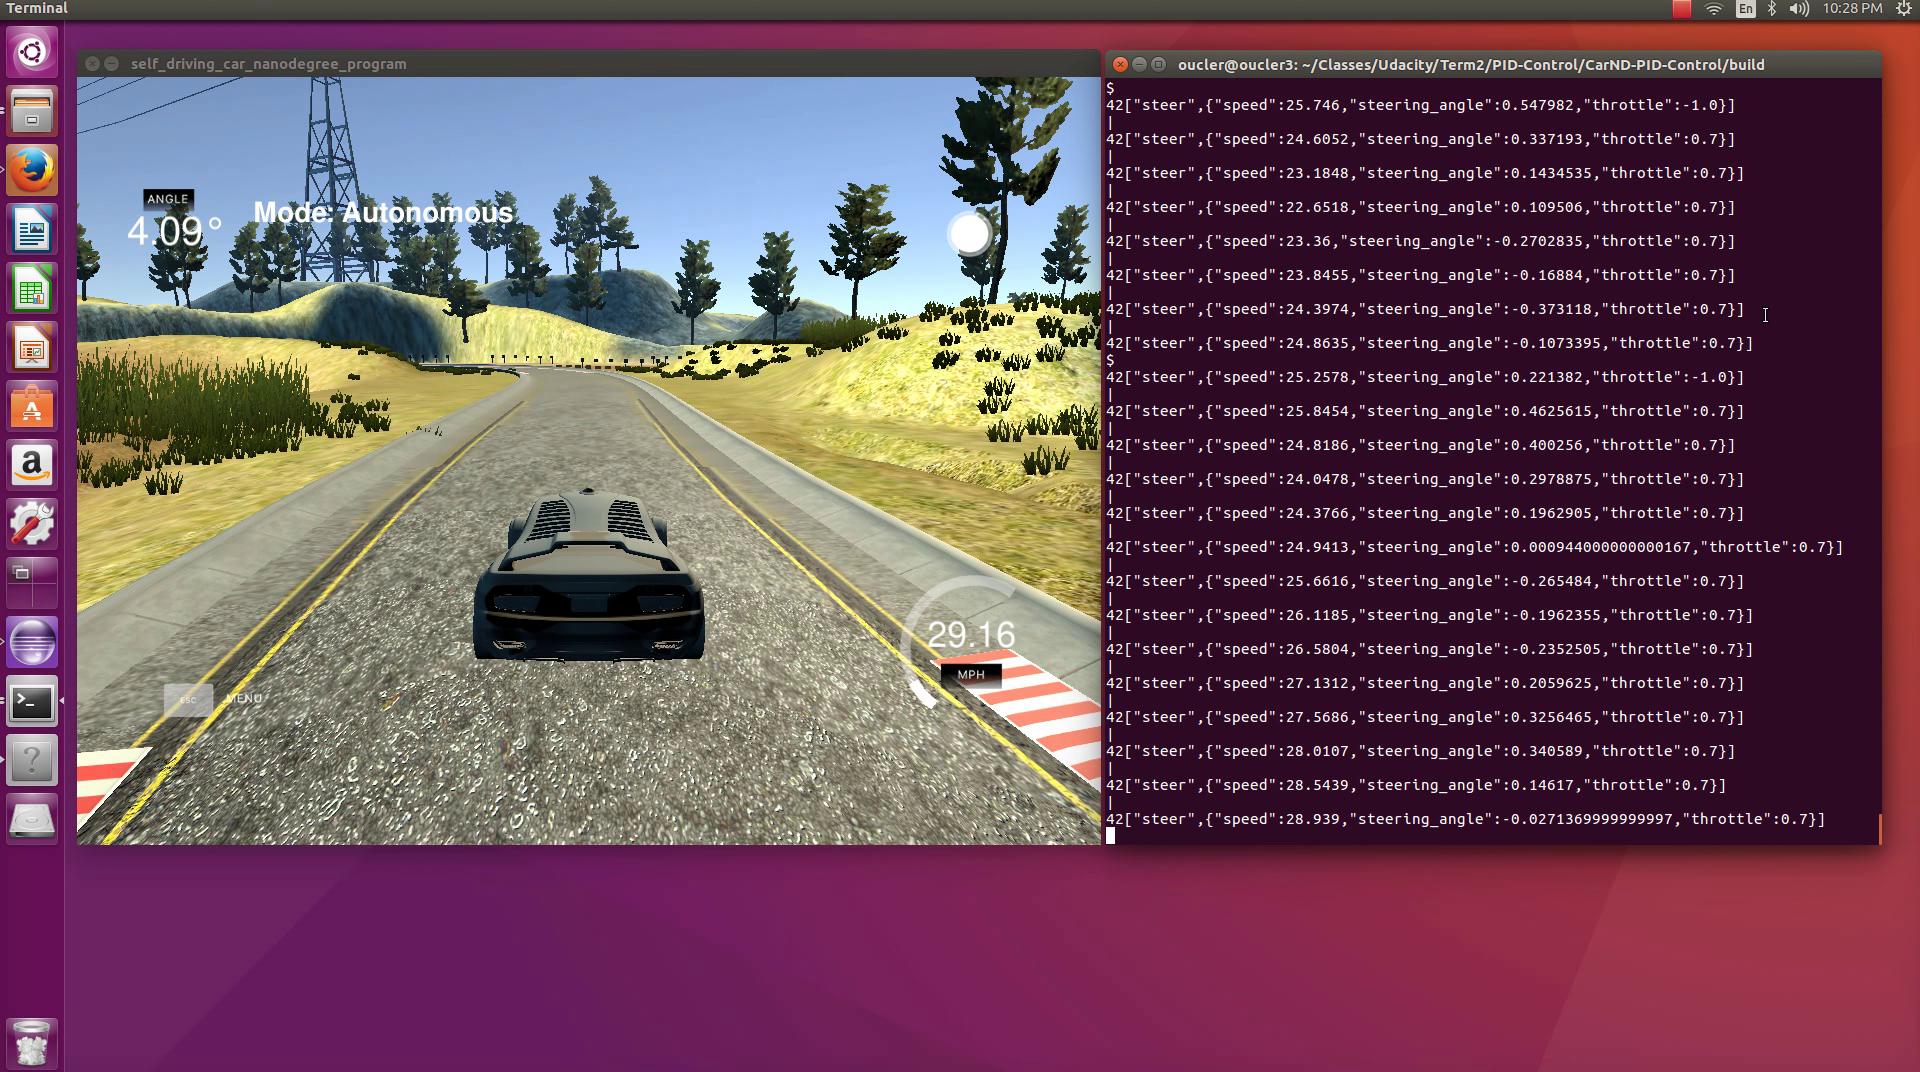 Terminal
En
10:28 PM
self_driving_car_nanodegree_program
ANGLE
4.09°
Mode: Autonomous
29.16
MPH
ESC
MENU
a
oucler@oucler3: ~/Classes/Udacity/Term2/PID-Control/CarND-PID-Control/build
$
42["steer",{"speed":25.746,"steering_angle":0.547982,"throttle":-1.0}]
|
42["steer",{"speed":24.6052,"steering_angle":0.337193,"throttle":0.7}]
|
42["steer",{"speed":23.1848,"steering_angle":0.1434535,"throttle":0.7}]
|
42["steer",{"speed":22.6518,"steering_angle":0.109506,"throttle":0.7}]
|
42["steer",{"speed":23.36,"steering_angle":-0.2702835,"throttle":0.7}]
|
42["steer",{"speed":23.8455,"steering_angle":-0.16884,"throttle":0.7}]
|
42["steer",{"speed":24.3974,"steering_angle":-0.373118,"throttle":0.7}]
|
42["steer",{"speed":24.8635,"steering_angle":-0.1073395,"throttle":0.7}]
$
42["steer",{"speed":25.2578,"steering_angle":0.221382,"throttle":-1.0}]
|
42["steer",{"speed":25.8454,"steering_angle":0.4625615,"throttle":0.7}]
|
42["steer",{"speed":24.8186,"steering_angle":0.400256,"throttle":0.7}]
|
42["steer",{"speed":24.0478,"steering_angle":0.2978875,"throttle":0.7}]
|
42["steer",{"speed":24.3766,"steering_angle":0.1962905,"throttle":0.7}]
|
42["steer",{"speed":24.9413,"steering_angle":0.000944000000000167,"throttle":0.7}]
|
42["steer",{"speed":25.6616,"steering_angle":-0.265484,"throttle":0.7}]
|
42["steer",{"speed":26.1185,"steering_angle":-0.1962355,"throttle":0.7}]
|
42["steer",{"speed":26.5804,"steering_angle":-0.2352505,"throttle":0.7}]
|
42["steer",{"speed":27.1312,"steering_angle":0.2059625,"throttle":0.7}]
|
42["steer",{"speed":27.5686,"steering_angle":0.3256465,"throttle":0.7}]
|
42["steer",{"speed":28.0107,"steering_angle":0.340589,"throttle":0.7}]
|
42["steer",{"speed":28.5439,"steering_angle":0.14617,"throttle":0.7}]
|
42["steer",{"speed":28.939,"steering_angle":-0.0271369999999997,"throttle":0.7}]